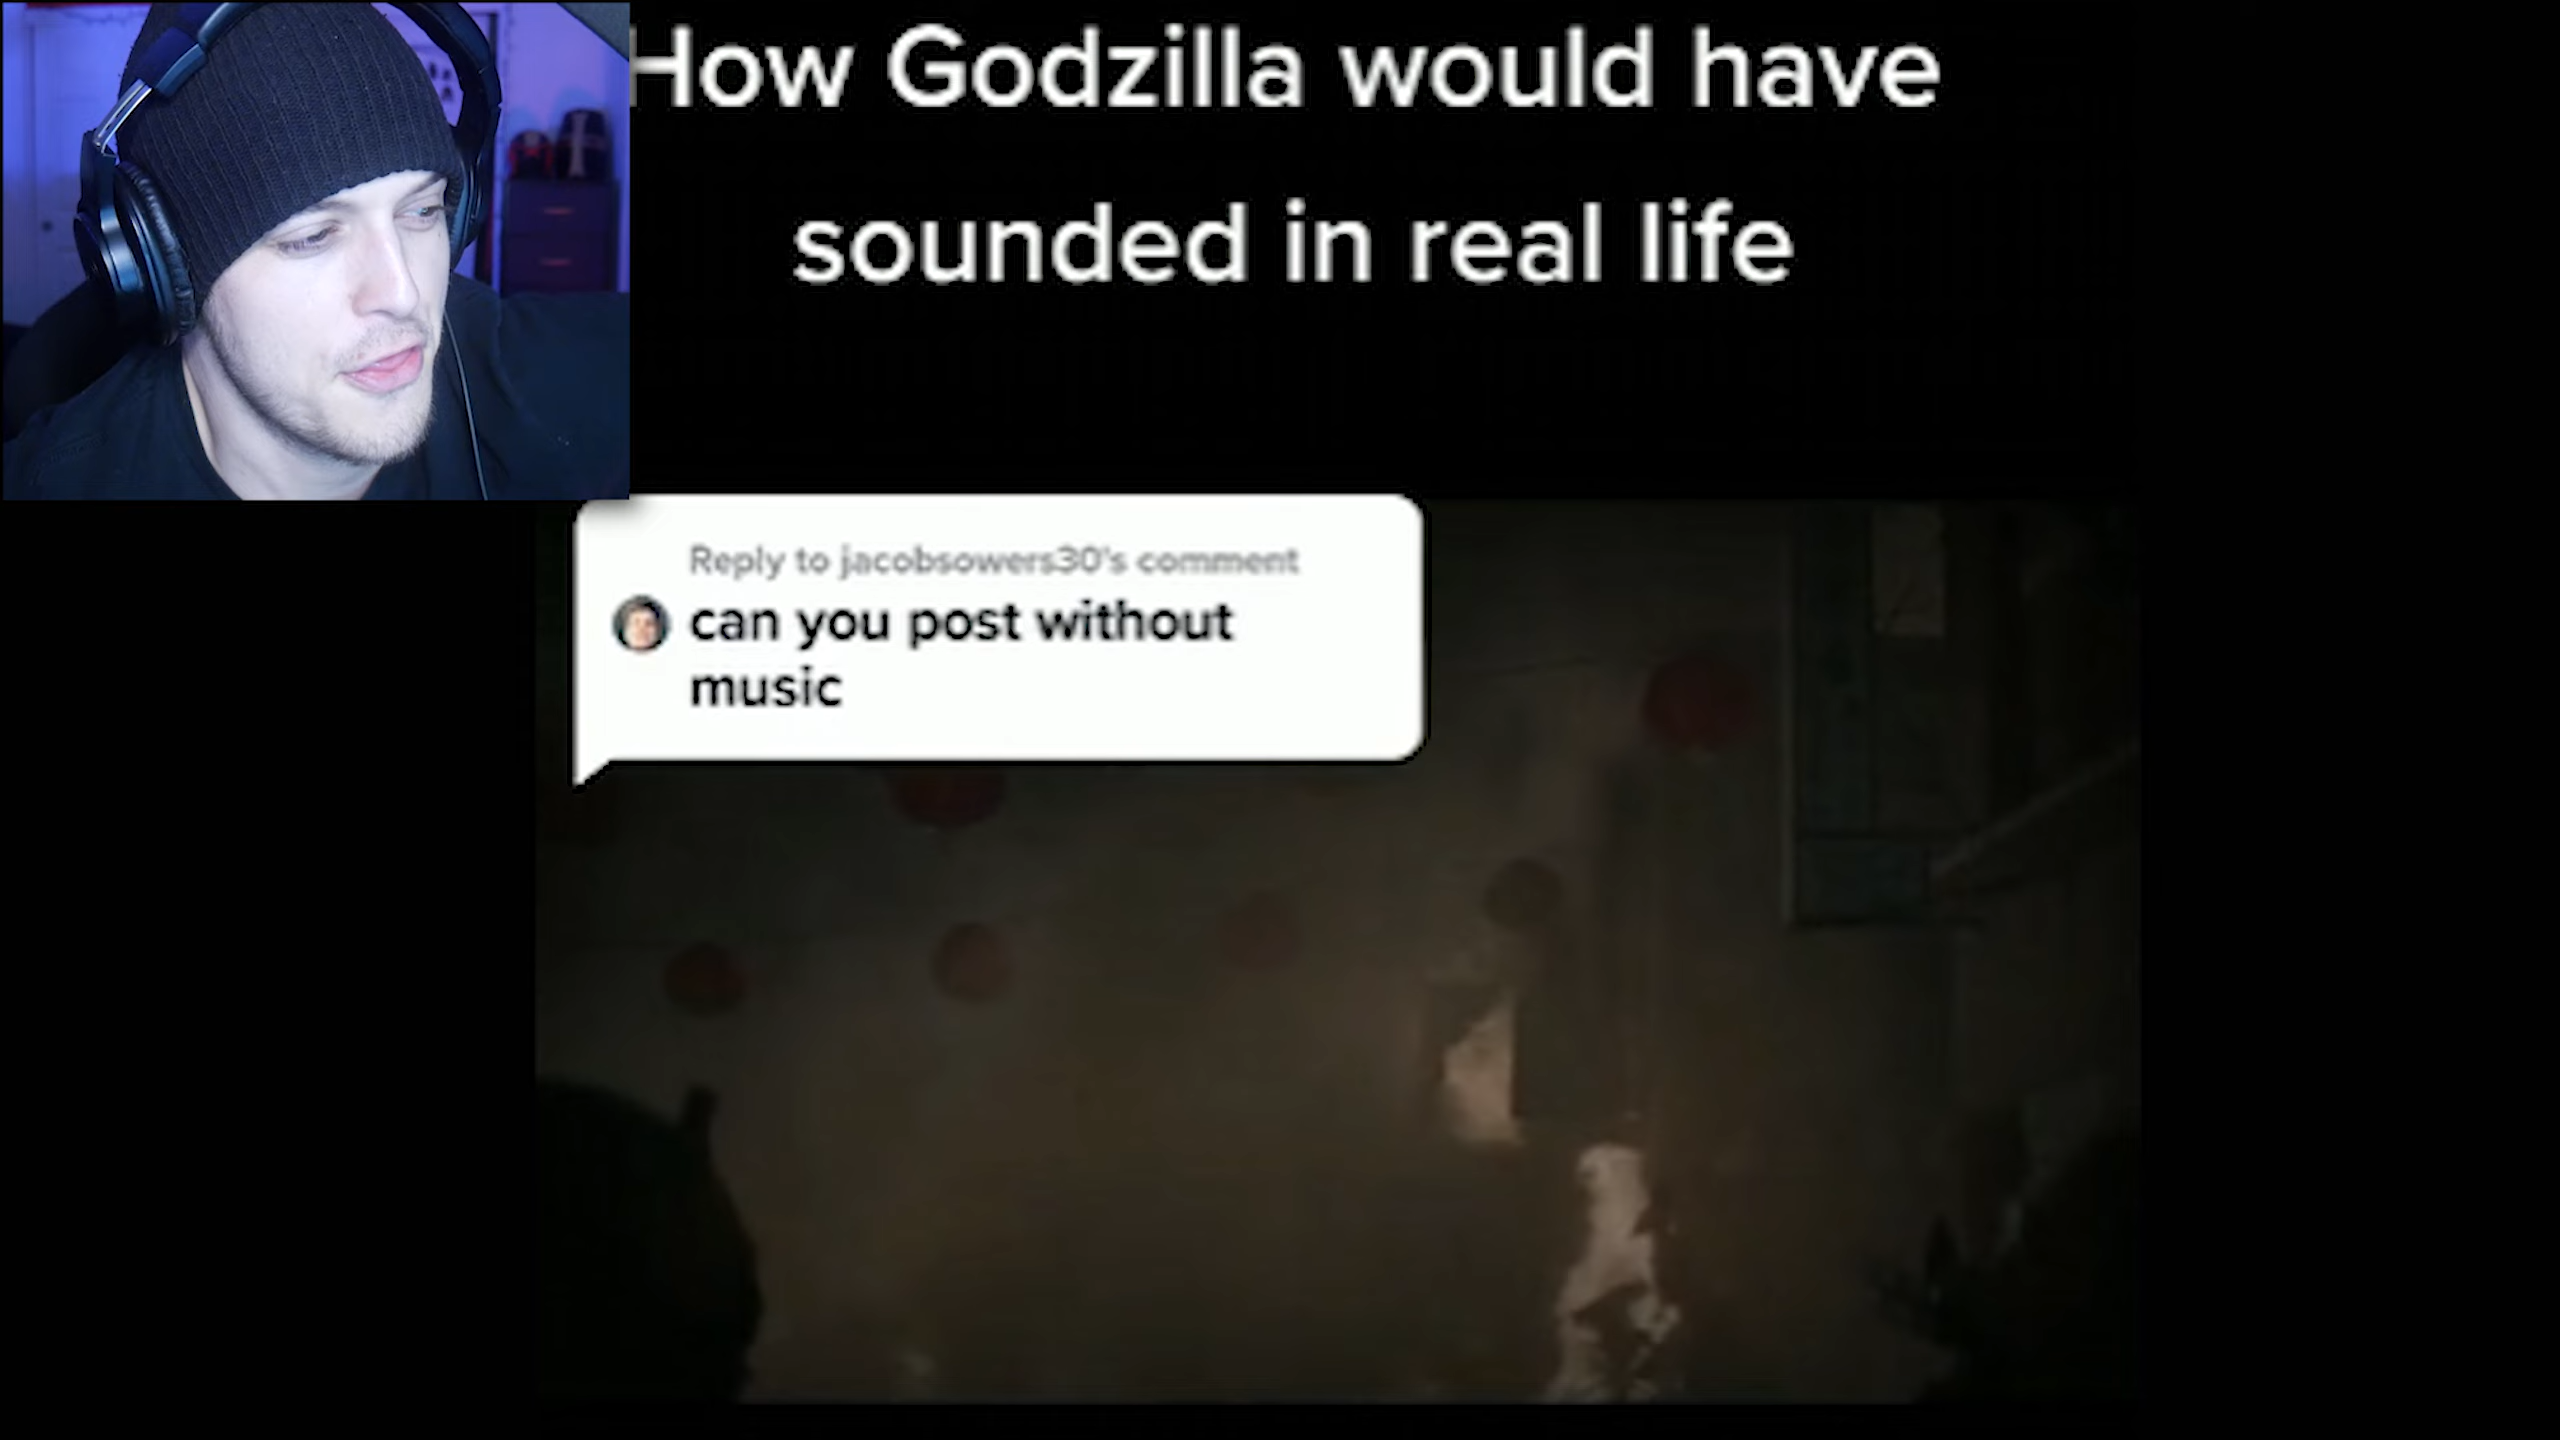 How Godzilla would have
sounded in real life
Reply to jacobsowers30's comment
can you post without
music